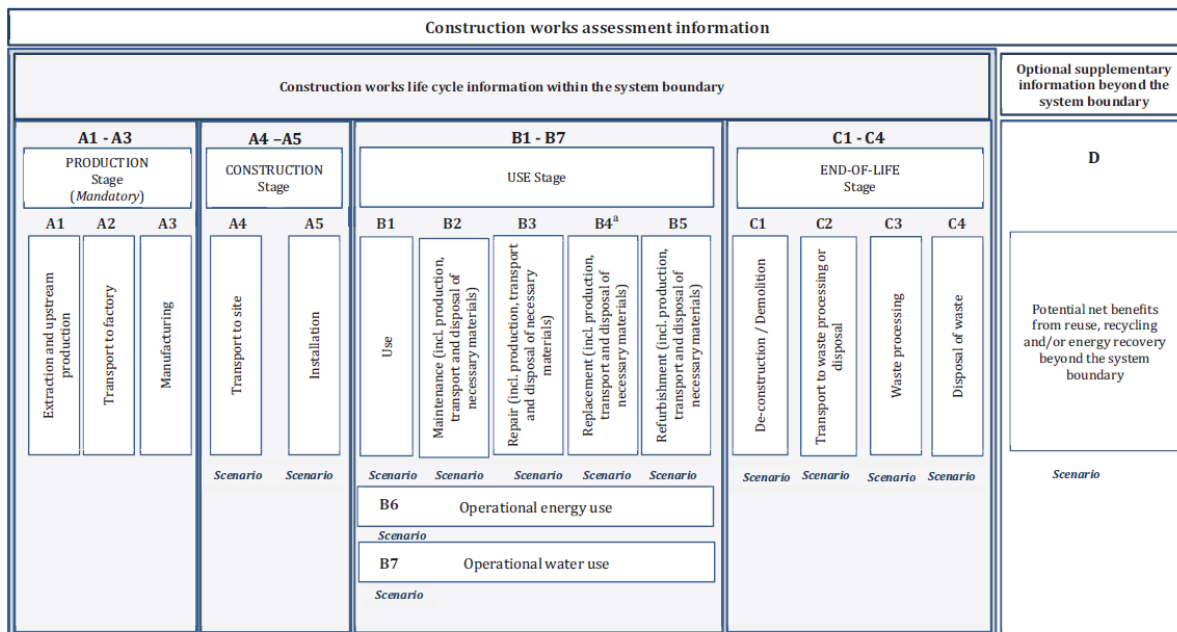 Construction works assessment information
Construction works life cycle information within the system boundary
Optional supplementary
information beyond the
system boundary
A1 - A3
PRODUCTION
Stage
(Mandatory)
A1
A2
A3
Extraction and upstream
production
Transport to factory
Manufacturing
A4 –A5
CONSTRUCTION
Stage
A4
A5
Transport to site
Installation
Scenario
Scenario
B1 - B7
USE Stage
B1
B2
B3
B4ᵃ
B5
Use
Maintenance (incl. production,
transport and disposal of
necessary materials)
Repair (incl. production, transport
and disposal of necessary
materials)
Replacement (incl. production,
transport and disposal of
necessary materials)
Refurbishment (incl. production,
transport and disposal of
necessary materials)
Scenario
Scenario
Scenario
Scenario
Scenario
B6
Operational energy use
Scenario
B7
Operational water use
Scenario
C1 - C4
END-OF-LIFE
Stage
C1
C2
C3
C4
De-construction / Demolition
Transport to waste processing or
disposal
Waste processing
Disposal of waste
Scenario
Scenario
Scenario
Scenario
D
Potential net benefits
from reuse, recycling
and/or energy recovery
beyond the system
boundary
Scenario